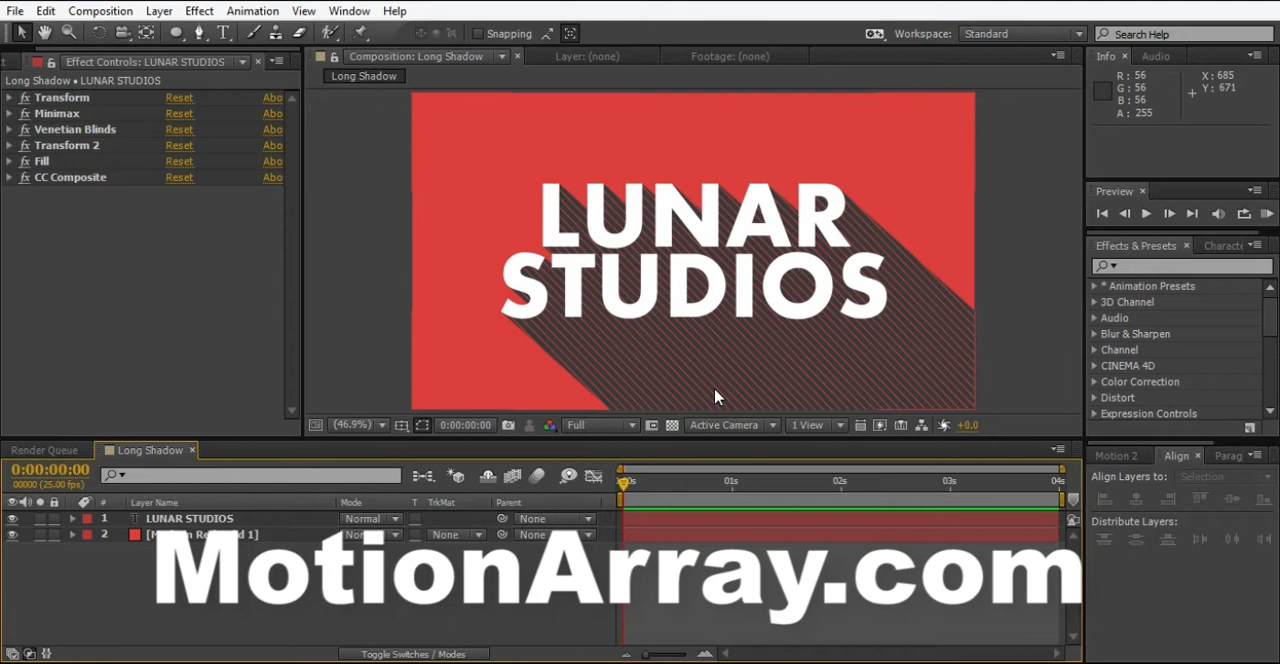 File Edit Composition Layer Effect Animation View Window Help
Snapping Workspace: Standard Search Help
Effect Controls: LUNAR STUDIOS
Composition: Long Shadow Layer: (none) Footage: (none)
Info Audio
Long Shadow • LUNAR STUDIOS
Long Shadow
fx Transform Reset Abo
fx Minimax Reset
fx Venetian Blinds Reset Abo
fx Transform 2 Reset Abo
fx Fill Reset Abo
fx CC Composite Reset Abo
R: 56 X: 685
G: 56 Y: 671
B: 56
A: 255
LUNAR
STUDIOS
Preview
Effects & Presets Charact
* Animation Presets
3D Channel
Audio
Blur & Sharpen
Channel
CINEMA 4D
Color Correction
Distort
Expression Controls
(46.9%) 0:00:00:00 Full Active Camera 1 View +0.0
Render Queue Long Shadow
Motion 2 Align Parag
0:00:00:00
00000 (25.00 fps)
01s 02s 03s 04s
Align Layers to: Selection
# Layer Name Mode T TrkMat Parent
1 T LUNAR STUDIOS Normal None
2 None None
Distribute Layers:
MotionArray.com
Toggle Switches / Modes